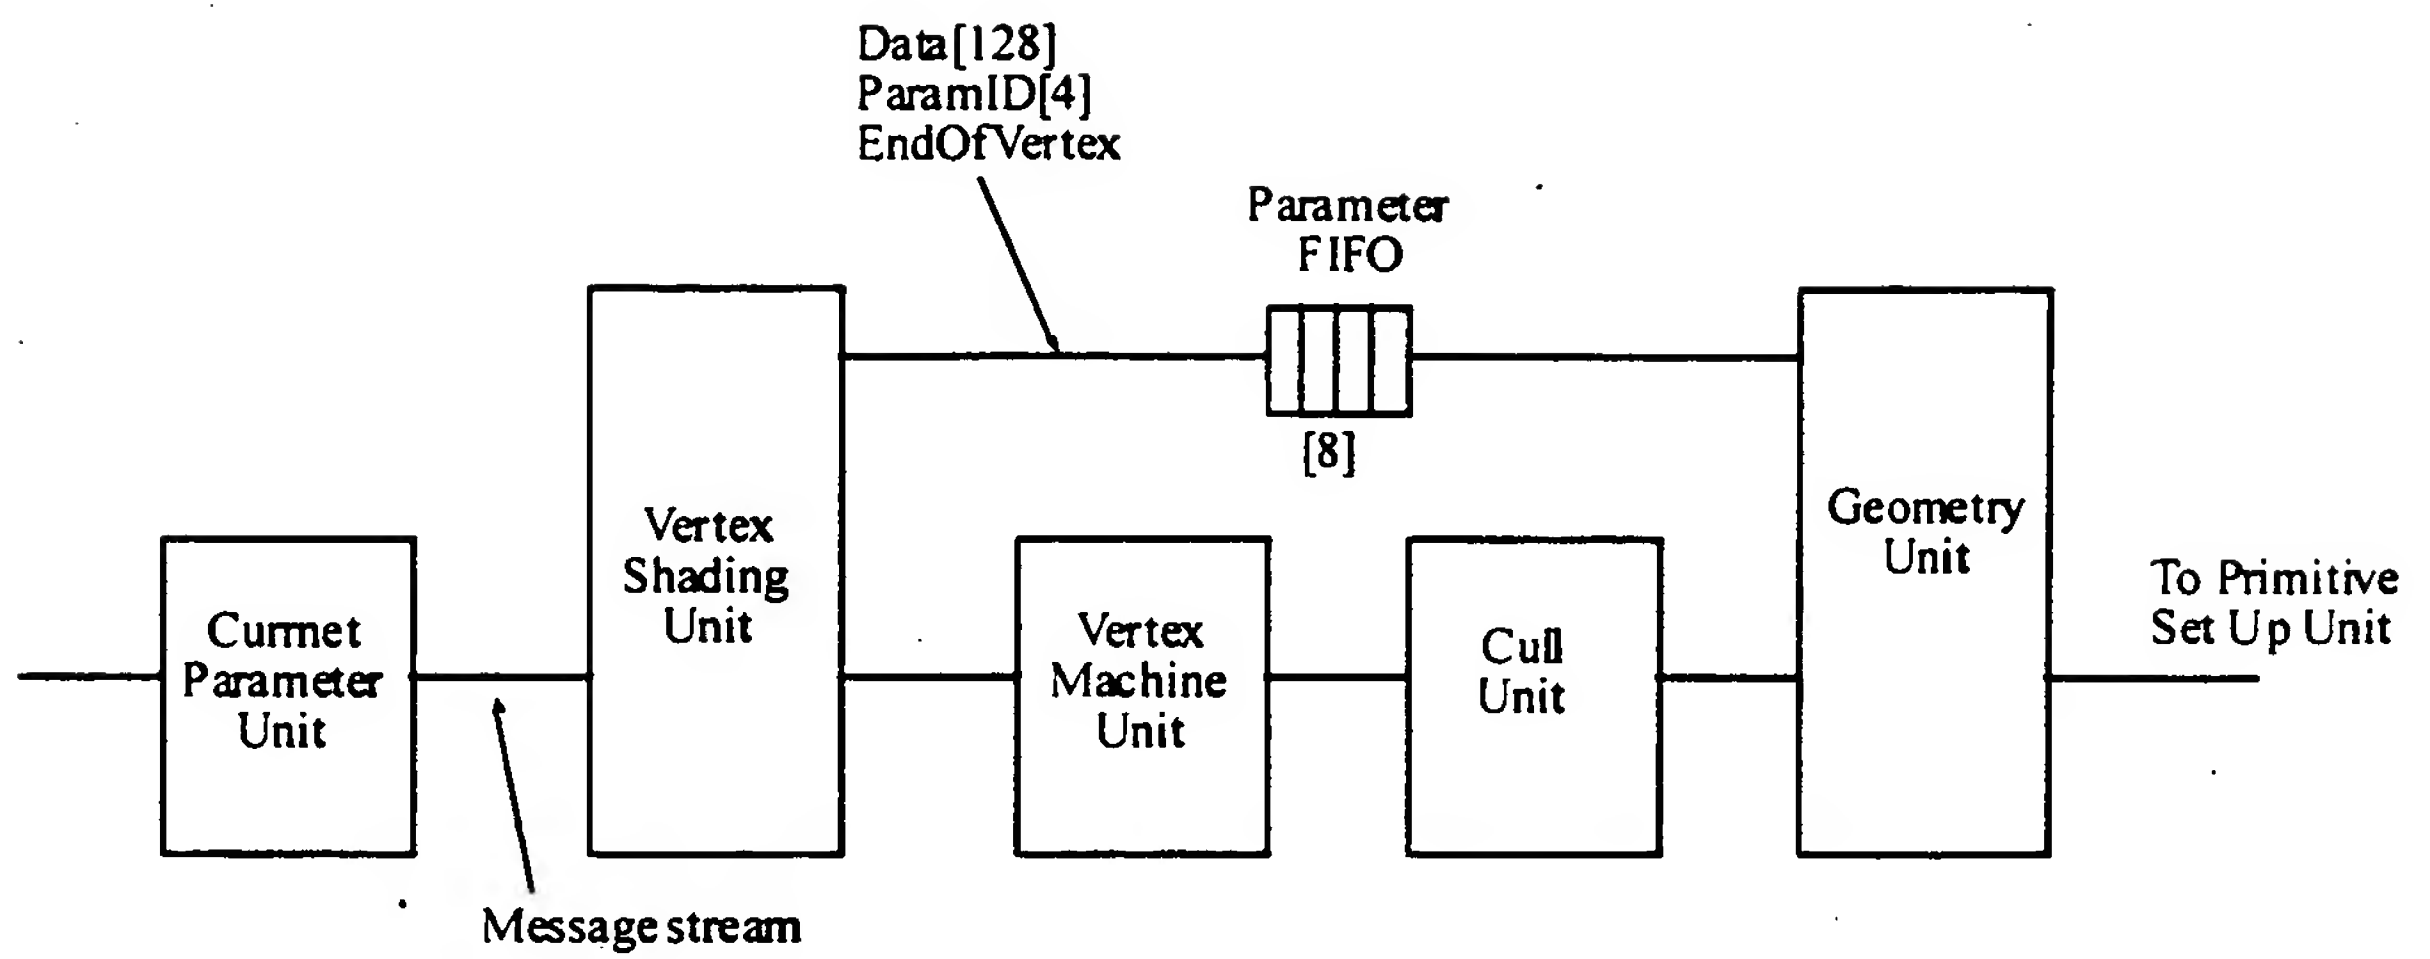 Data[128]
ParamID[4]
EndOfVertex
Parameter
FIFO
[8]
Vertex
Shading
Unit
Geometry
Unit
Currnet
Parameter
Unit
Vertex
Machine
Unit
Cull
Unit
To Primitive
Set Up Unit
Message stream